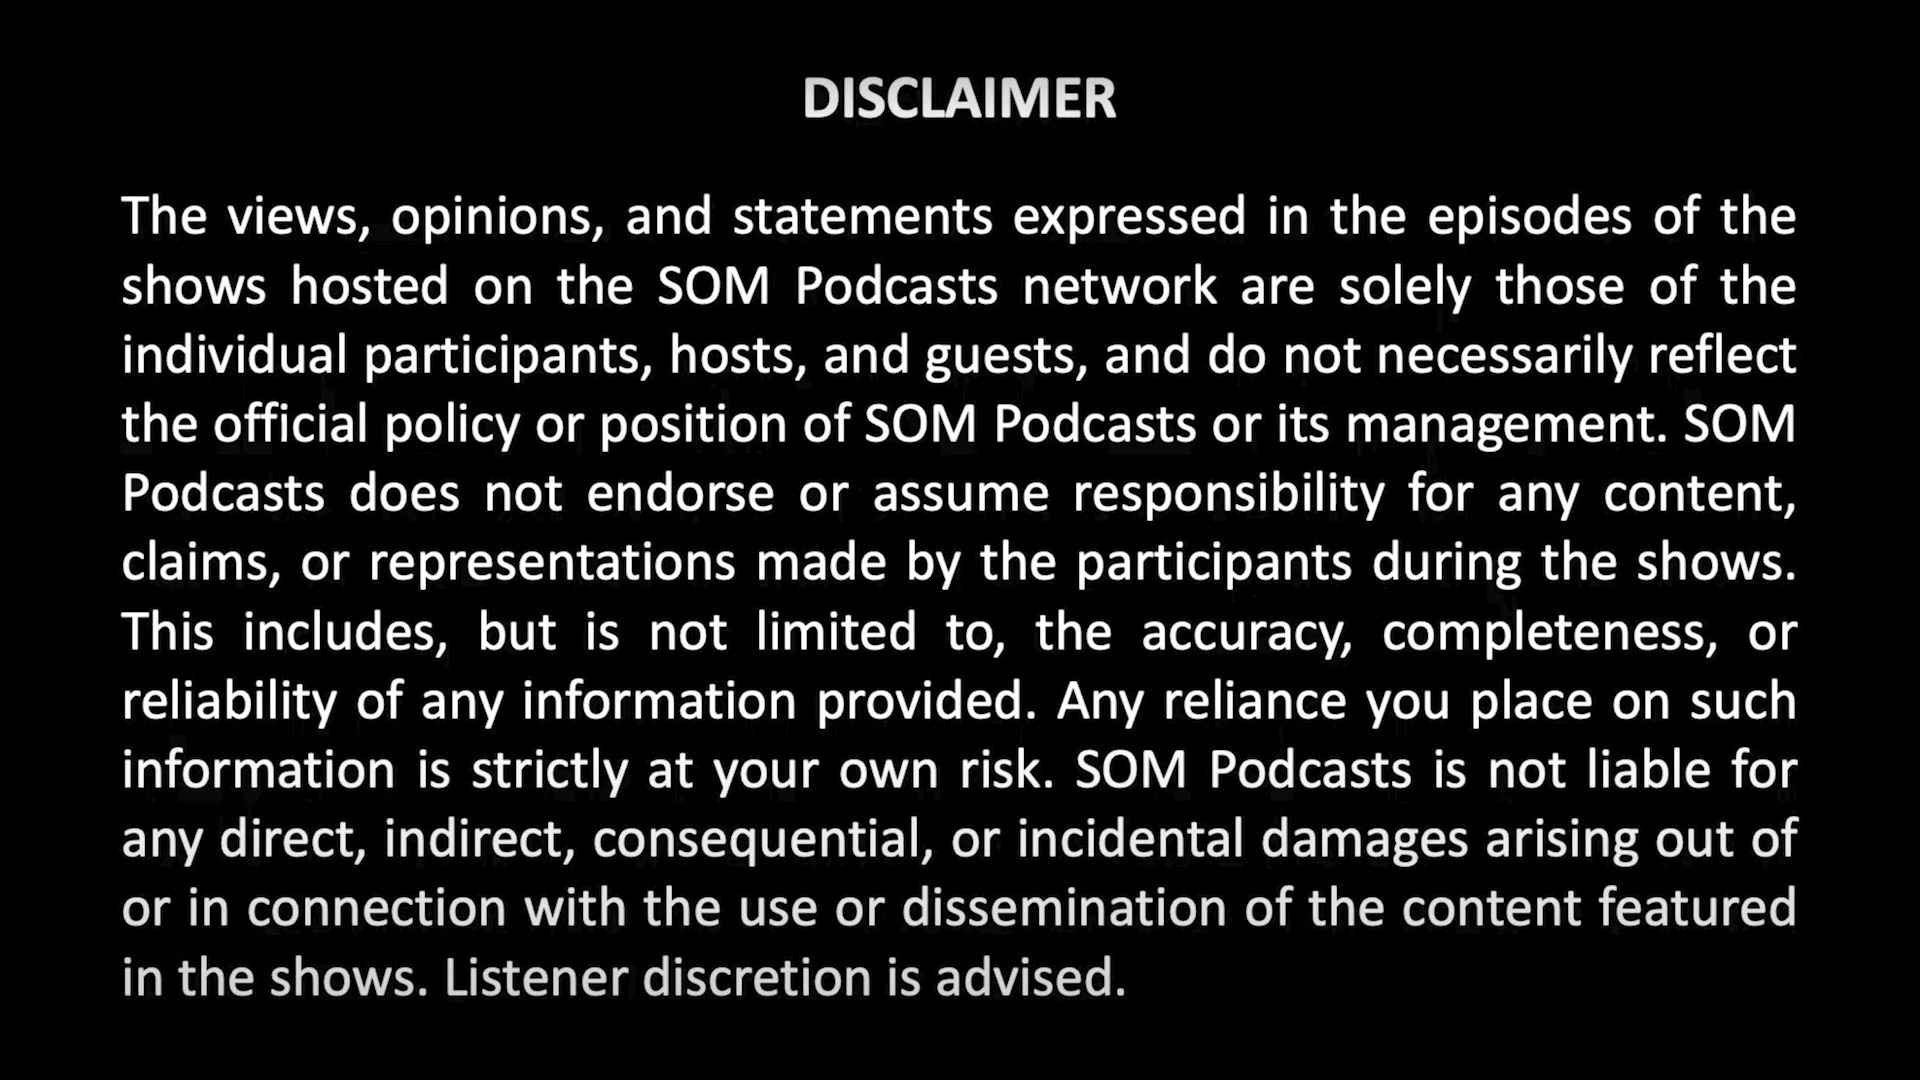 DISCLAIMER
The views, opinions, and statements expressed in the episodes of the
shows hosted on the SOM Podcasts network are solely those of the
individual participants, hosts, and guests, and do not necessarily reflect
the official policy or position of SOM Podcasts or its management. SOM
Podcasts does not endorse or assume responsibility for any content,
claims, or representations made by the participants during the shows.
This includes, but is not limited to, the accuracy, completeness, or
reliability of any information provided. Any reliance you place on such
information is strictly at your own risk. SOM Podcasts is not liable for
any direct, indirect, consequential, or incidental damages arising out of
or in connection with the use or dissemination of the content featured
in the shows. Listener discretion is advised.